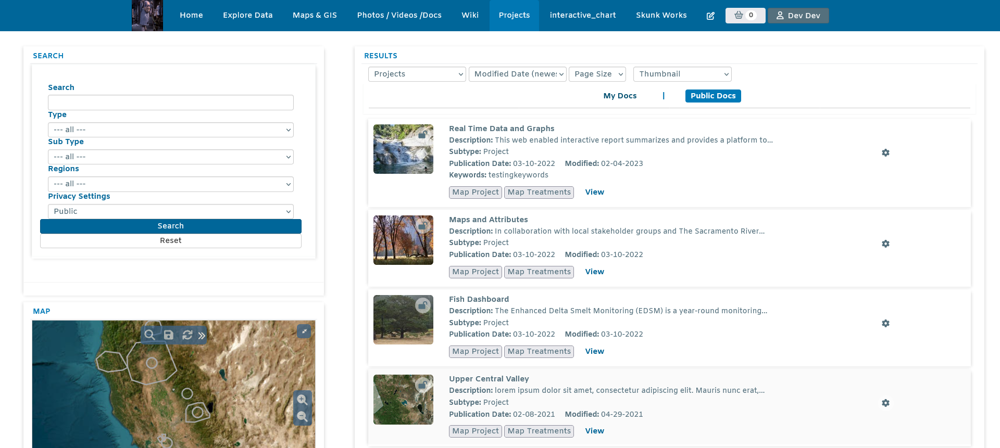 Home Explore Data Maps & GIS Photos / Videos /Docs Wiki Projects interactive_chart Skunk Works 0 Dev Dev
SEARCH
Search
Type
--- all ---
Sub Type
--- all ---
Regions
--- all ---
Privacy Settings
Public
Search
Reset
MAP
RESULTS
Projects Modified Date (newes Page Size Thumbnail
My Docs | Public Docs
Real Time Data and Graphs
Description: This web enabled interactive report summarizes and provides a platform to...
Subtype: Project
Publication Date: 03-10-2022 Modified: 02-04-2023
Keywords: testingkeywords
Map Project Map Treatments View
Maps and Attributes
Description: In collaboration with local stakeholder groups and The Sacramento River...
Subtype: Project
Publication Date: 03-10-2022 Modified: 03-10-2022
Map Project Map Treatments View
Fish Dashboard
Description: The Enhanced Delta Smelt Monitoring (EDSM) is a year-round monitoring...
Subtype: Project
Publication Date: 03-10-2022 Modified: 03-10-2022
Map Project Map Treatments View
Upper Central Valley
Description: lorem ipsum dolor sit amet, consectetur adipiscing elit. Mauris nunc erat,...
Subtype: Project
Publication Date: 02-08-2021 Modified: 04-29-2021
Map Project Map Treatments View